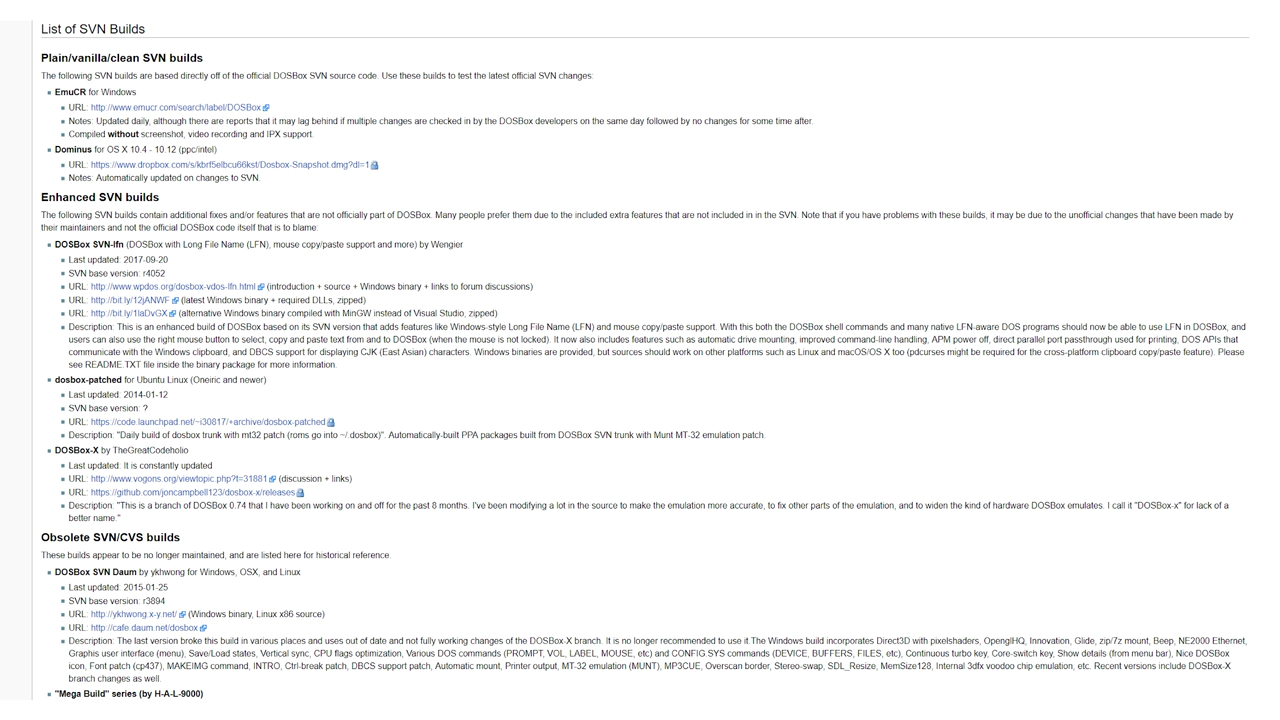 List of SVN Builds
Plain/vanilla/clean SVN builds
The following SVN builds are based directly off of the official DOSBox SVN source code. Use these builds to test the latest official SVN changes:
EmuCR for Windows
URL: http://www.emucr.com/search/label/DOSBox
Notes: Updated daily, although there are reports that it may lag behind if multiple changes are checked in by the DOSBox developers on the same day followed by no changes for some time after.
Compiled without screenshot, video recording and IPX support.
Dominus for OS X 10.4 - 10.12 (ppc/intel)
URL: https://www.dropbox.com/s/kbrf5elbcu66kst/Dosbox-Snapshot.dmg?dl=1
Notes: Automatically updated on changes to SVN.
Enhanced SVN builds
The following SVN builds contain additional fixes and/or features that are not officially part of DOSBox. Many people prefer them due to the included extra features that are not included in in the SVN. Note that if you have problems with these builds, it may be due to the unofficial changes that have been made by
their maintainers and not the official DOSBox code itself that is to blame:
DOSBox SVN-lfn (DOSBox with Long File Name (LFN), mouse copy/paste support and more) by Wengier
Last updated: 2017-09-20
SVN base version: r4052
URL: http://www.wpdos.org/dosbox-vdos-lfn.html (introduction + source + Windows binary + links to forum discussions)
URL: http://bit.ly/12jANWF (latest Windows binary + required DLLs, zipped)
URL: http://bit.ly/1laDvGX (alternative Windows binary compiled with MinGW instead of Visual Studio, zipped)
Description: This is an enhanced build of DOSBox based on its SVN version that adds features like Windows-style Long File Name (LFN) and mouse copy/paste support. With this both the DOSBox shell commands and many native LFN-aware DOS programs should now be able to use LFN in DOSBox, and
users can also use the right mouse button to select, copy and paste text from and to DOSBox (when the mouse is not locked). It now also includes features such as automatic drive mounting, improved command-line handling, APM power off, direct parallel port passthrough used for printing, DOS APIs that
communicate with the Windows clipboard, and DBCS support for displaying CJK (East Asian) characters. Windows binaries are provided, but sources should work on other platforms such as Linux and macOS/OS X too (pdcurses might be required for the cross-platform clipboard copy/paste feature). Please
see README.TXT file inside the binary package for more information.
dosbox-patched for Ubuntu Linux (Oneiric and newer)
Last updated: 2014-01-12
SVN base version: ?
URL: https://code.launchpad.net/~i30817/+archive/dosbox-patched
Description: "Daily build of dosbox trunk with mt32 patch (roms go into ~/.dosbox)". Automatically-built PPA packages built from DOSBox SVN trunk with Munt MT-32 emulation patch.
DOSBox-X by TheGreatCodeholio
Last updated: It is constantly updated
URL: http://www.vogons.org/viewtopic.php?t=31881 (discussion + links)
URL: https://github.com/joncampbell123/dosbox-x/releases
Description: "This is a branch of DOSBox 0.74 that I have been working on and off for the past 8 months. I've been modifying a lot in the source to make the emulation more accurate, to fix other parts of the emulation, and to widen the kind of hardware DOSBox emulates. I call it "DOSBox-x" for lack of a
better name."
Obsolete SVN/CVS builds
These builds appear to be no longer maintained, and are listed here for historical reference.
DOSBox SVN Daum by ykhwong for Windows, OSX, and Linux
Last updated: 2015-01-25
SVN base version: r3894
URL: http://ykhwong.x-y.net/ (Windows binary, Linux x86 source)
URL: http://cafe.daum.net/dosbox
Description: The last version broke this build in various places and uses out of date and not fully working changes of the DOSBox-X branch. It is no longer recommended to use it.The Windows build incorporates Direct3D with pixelshaders, OpenglHQ, Innovation, Glide, zip/7z mount, Beep, NE2000 Ethernet,
Graphis user interface (menu), Save/Load states, Vertical sync, CPU flags optimization, Various DOS commands (PROMPT, VOL, LABEL, MOUSE, etc) and CONFIG.SYS commands (DEVICE, BUFFERS, FILES, etc), Continuous turbo key, Core-switch key, Show details (from menu bar), Nice DOSBox
icon, Font patch (cp437), MAKEIMG command, INTRO, Ctrl-break patch, DBCS support patch, Automatic mount, Printer output, MT-32 emulation (MUNT), MP3CUE, Overscan border, Stereo-swap, SDL_Resize, MemSize128, Internal 3dfx voodoo chip emulation, etc. Recent versions include DOSBox-X
branch changes as well.
"Mega Build" series (by H-A-L-9000)